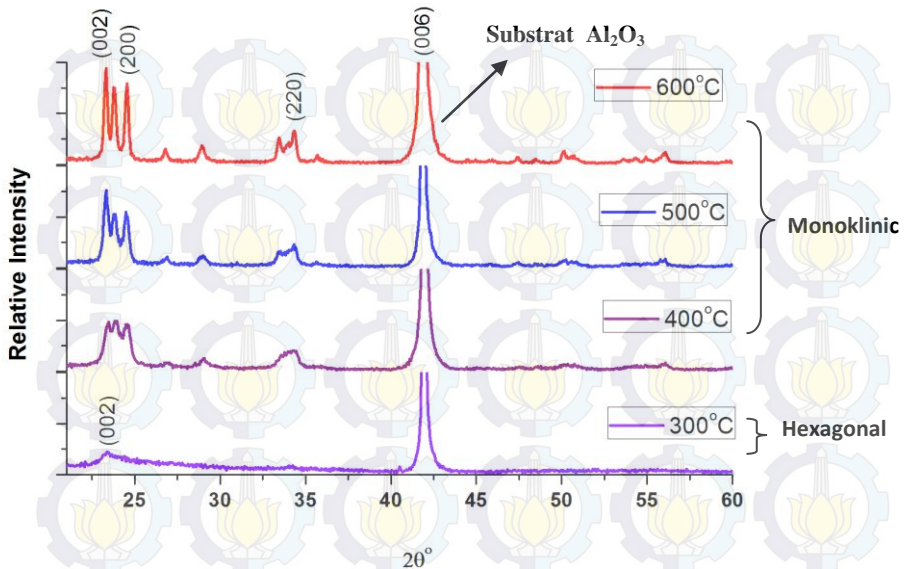 (002)
(200)
(220)
(006)
Substrat Al₂O₃
600°C
500°C
400°C
Monoklinic
(002)
300°C
Hexagonal
Relative Intensity
25 30 35 40 45 50 55 60
2θ°